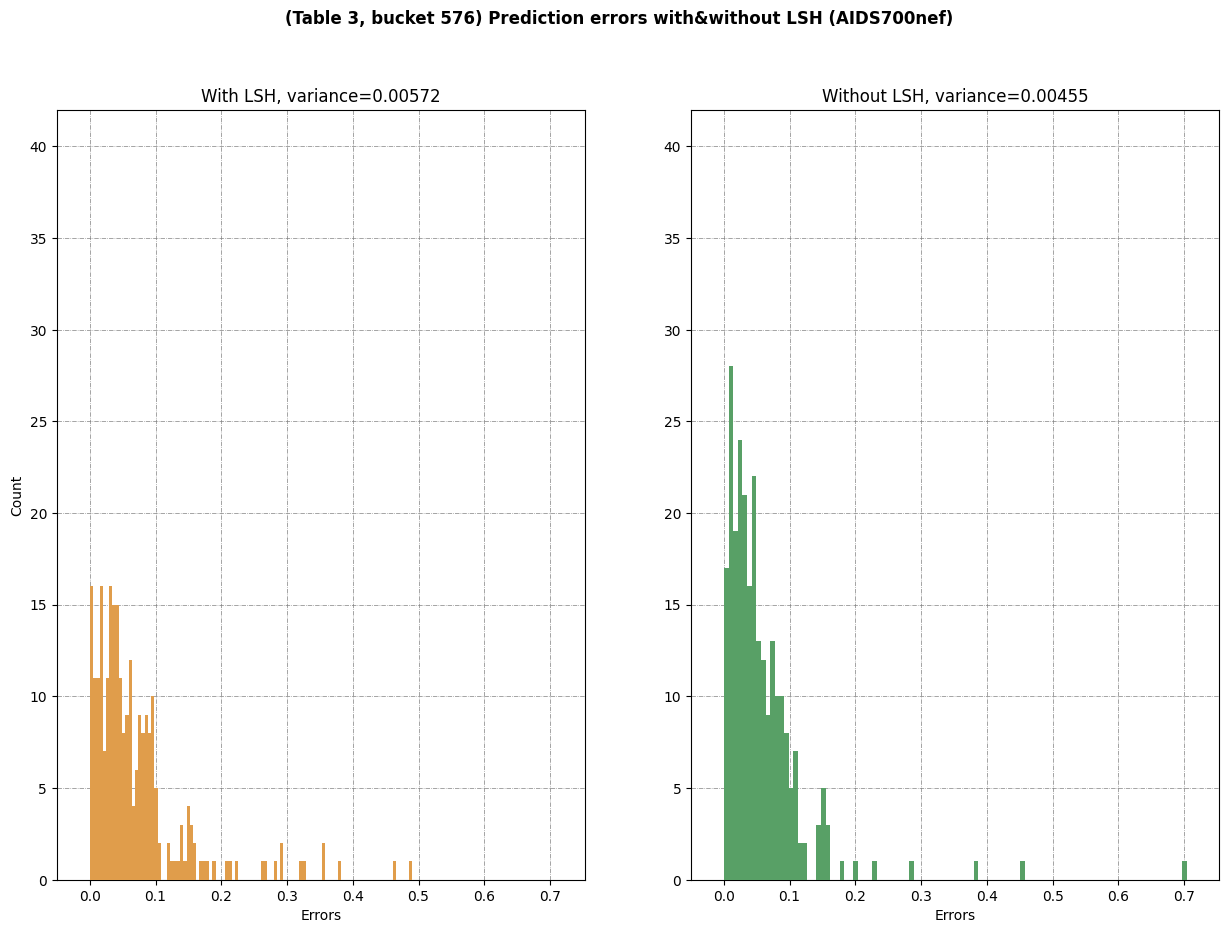 (Table 3, bucket 576) Prediction errors with&without LSH (AIDS700nef)
With LSH, variance=0.00572
40
35
30
25
20
15
10
5
0
Count
0.0 0.1 0.2 0.3 0.4 0.5 0.6 0.7
Errors
Without LSH, variance=0.00455
40
35
30
25
20
15
10
5
0
0.0 0.1 0.2 0.3 0.4 0.5 0.6 0.7
Errors